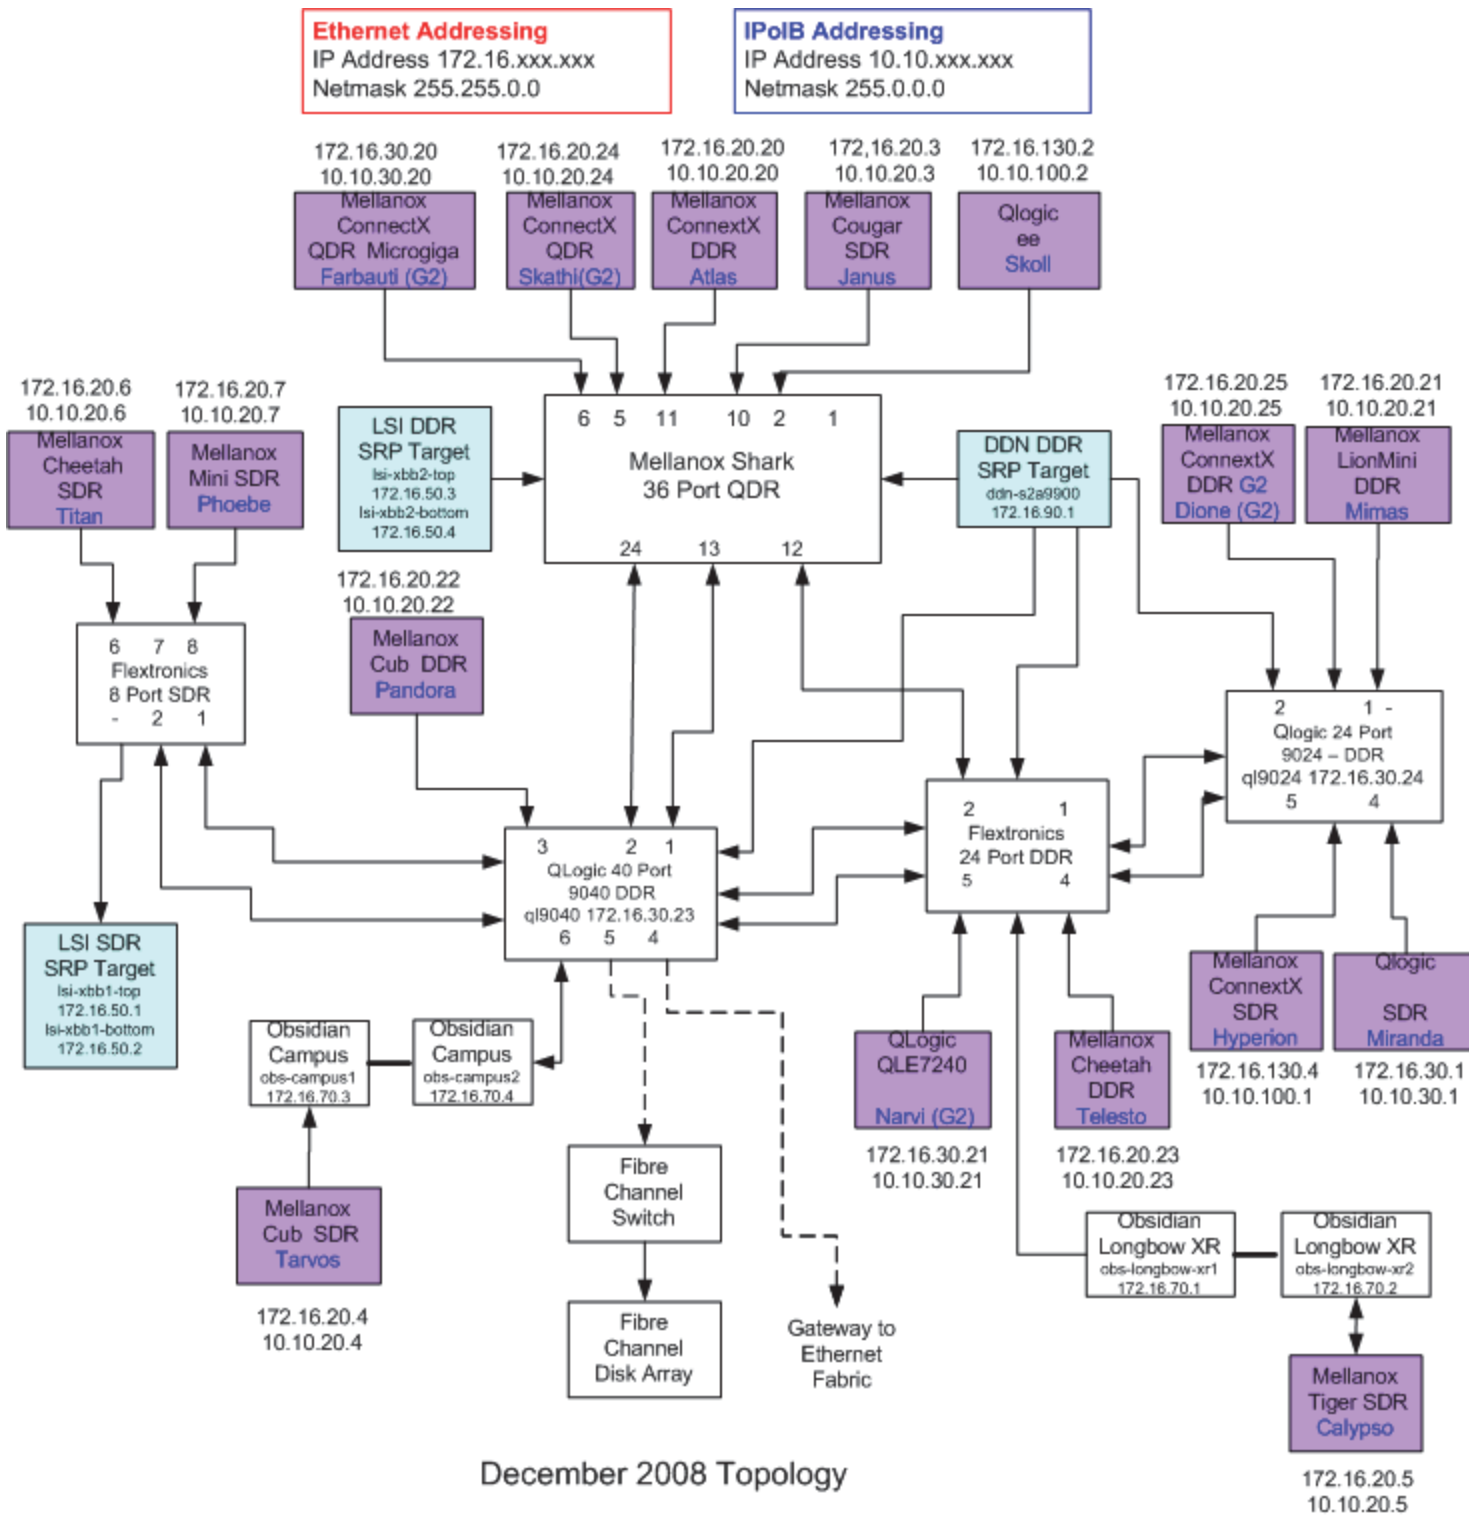 Ethernet Addressing
IP Address 172.16.xxx.xxx
Netmask 255.255.0.0
IPoIB Addressing
IP Address 10.10.xxx.xxx
Netmask 255.0.0.0
172.16.30.20
10.10.30.20
Mellanox
ConnectX
QDR Microgiga
Farbauti (G2)
172.16.20.24
10.10.20.24
Mellanox
ConnectX
QDR
Skathi(G2)
172.16.20.20
10.10.20.20
Mellanox
ConnextX
DDR
Atlas
172,16.20.3
10.10.20.3
Mellanox
Cougar
SDR
Janus
172.16.130.2
10.10.100.2
Qlogic
ee
Skoll
172.16.20.6
10.10.20.6
Mellanox
Cheetah
SDR
Titan
172.16.20.7
10.10.20.7
Mellanox
Mini SDR
Phoebe
LSI DDR
SRP Target
lsi-xbb2-top
172.16.50.3
lsi-xbb2-bottom
172.16.50.4
6 5 11 10 2 1
Mellanox Shark
36 Port QDR
24 13 12
DDN DDR
SRP Target
ddn-s2a9900
172.16.90.1
172.16.20.25
10.10.20.25
Mellanox
ConnextX
DDR G2
Dione (G2)
172.16.20.21
10.10.20.21
Mellanox
LionMini
DDR
Mimas
172.16.20.22
10.10.20.22
Mellanox
Cub DDR
Pandora
6 7 8
Flextronics
8 Port SDR
- 2 1
2 1 -
Qlogic 24 Port
9024 – DDR
ql9024 172.16.30.24
5 4
2 1
Flextronics
24 Port DDR
5 4
3 2 1
QLogic 40 Port
9040 DDR
ql9040 172.16.30.23
6 5 4
LSI SDR
SRP Target
lsi-xbb1-top
172.16.50.1
lsi-xbb1-bottom
172.16.50.2
Obsidian
Campus
obs-campus1
172.16.70.3
Obsidian
Campus
obs-campus2
172.16.70.4
Mellanox
ConnextX
SDR
Hyperion
172.16.130.4
10.10.100.1
Qlogic
SDR
Miranda
172.16.30.1
10.10.30.1
QLogic
QLE7240
Narvi (G2)
172.16.30.21
10.10.30.21
Mellanox
Cheetah
DDR
Telesto
172.16.20.23
10.10.20.23
Fibre
Channel
Switch
Mellanox
Cub SDR
Tarvos
172.16.20.4
10.10.20.4
Obsidian
Longbow XR
obs-longbow-xr1
172.16.70.1
Obsidian
Longbow XR
obs-longbow-xr2
172.16.70.2
Fibre
Channel
Disk Array
Gateway to
Ethernet
Fabric
Mellanox
Tiger SDR
Calypso
172.16.20.5
10.10.20.5
December 2008 Topology